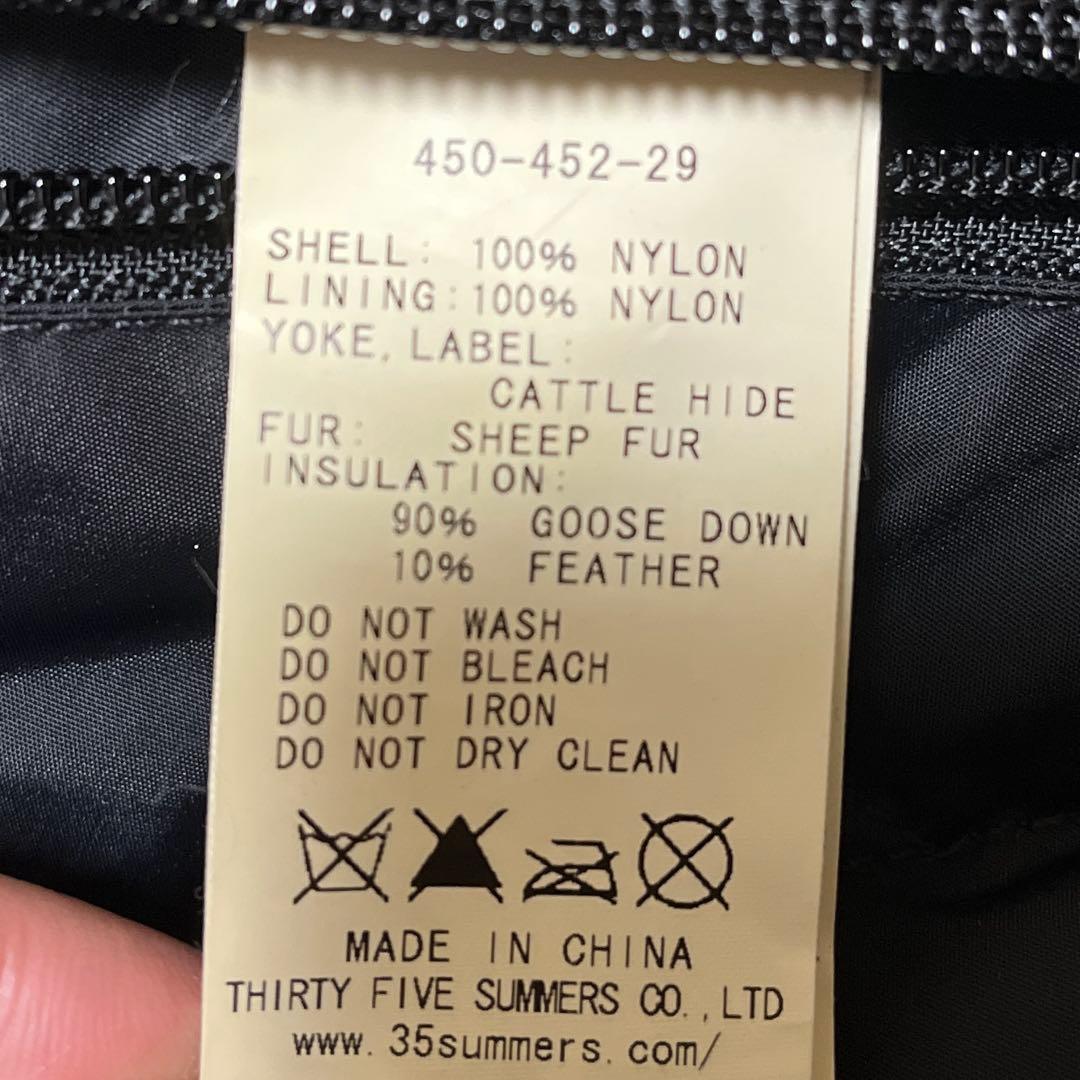 450-452-29
SHELL: 100% NYLON
LINING:100% NYLON
YOKE, LABEL:
CATTLE HIDE
FUR: SHEEP FUR
INSULATION:
90% GOOSE DOWN
10% FEATHER
DO NOT WASH
DO NOT BLEACH
DO NOT IRON
DO NOT DRY CLEAN
MADE IN CHINA
THIRTY FIVE SUMMERS CO.,LTD
www.35summers.com/